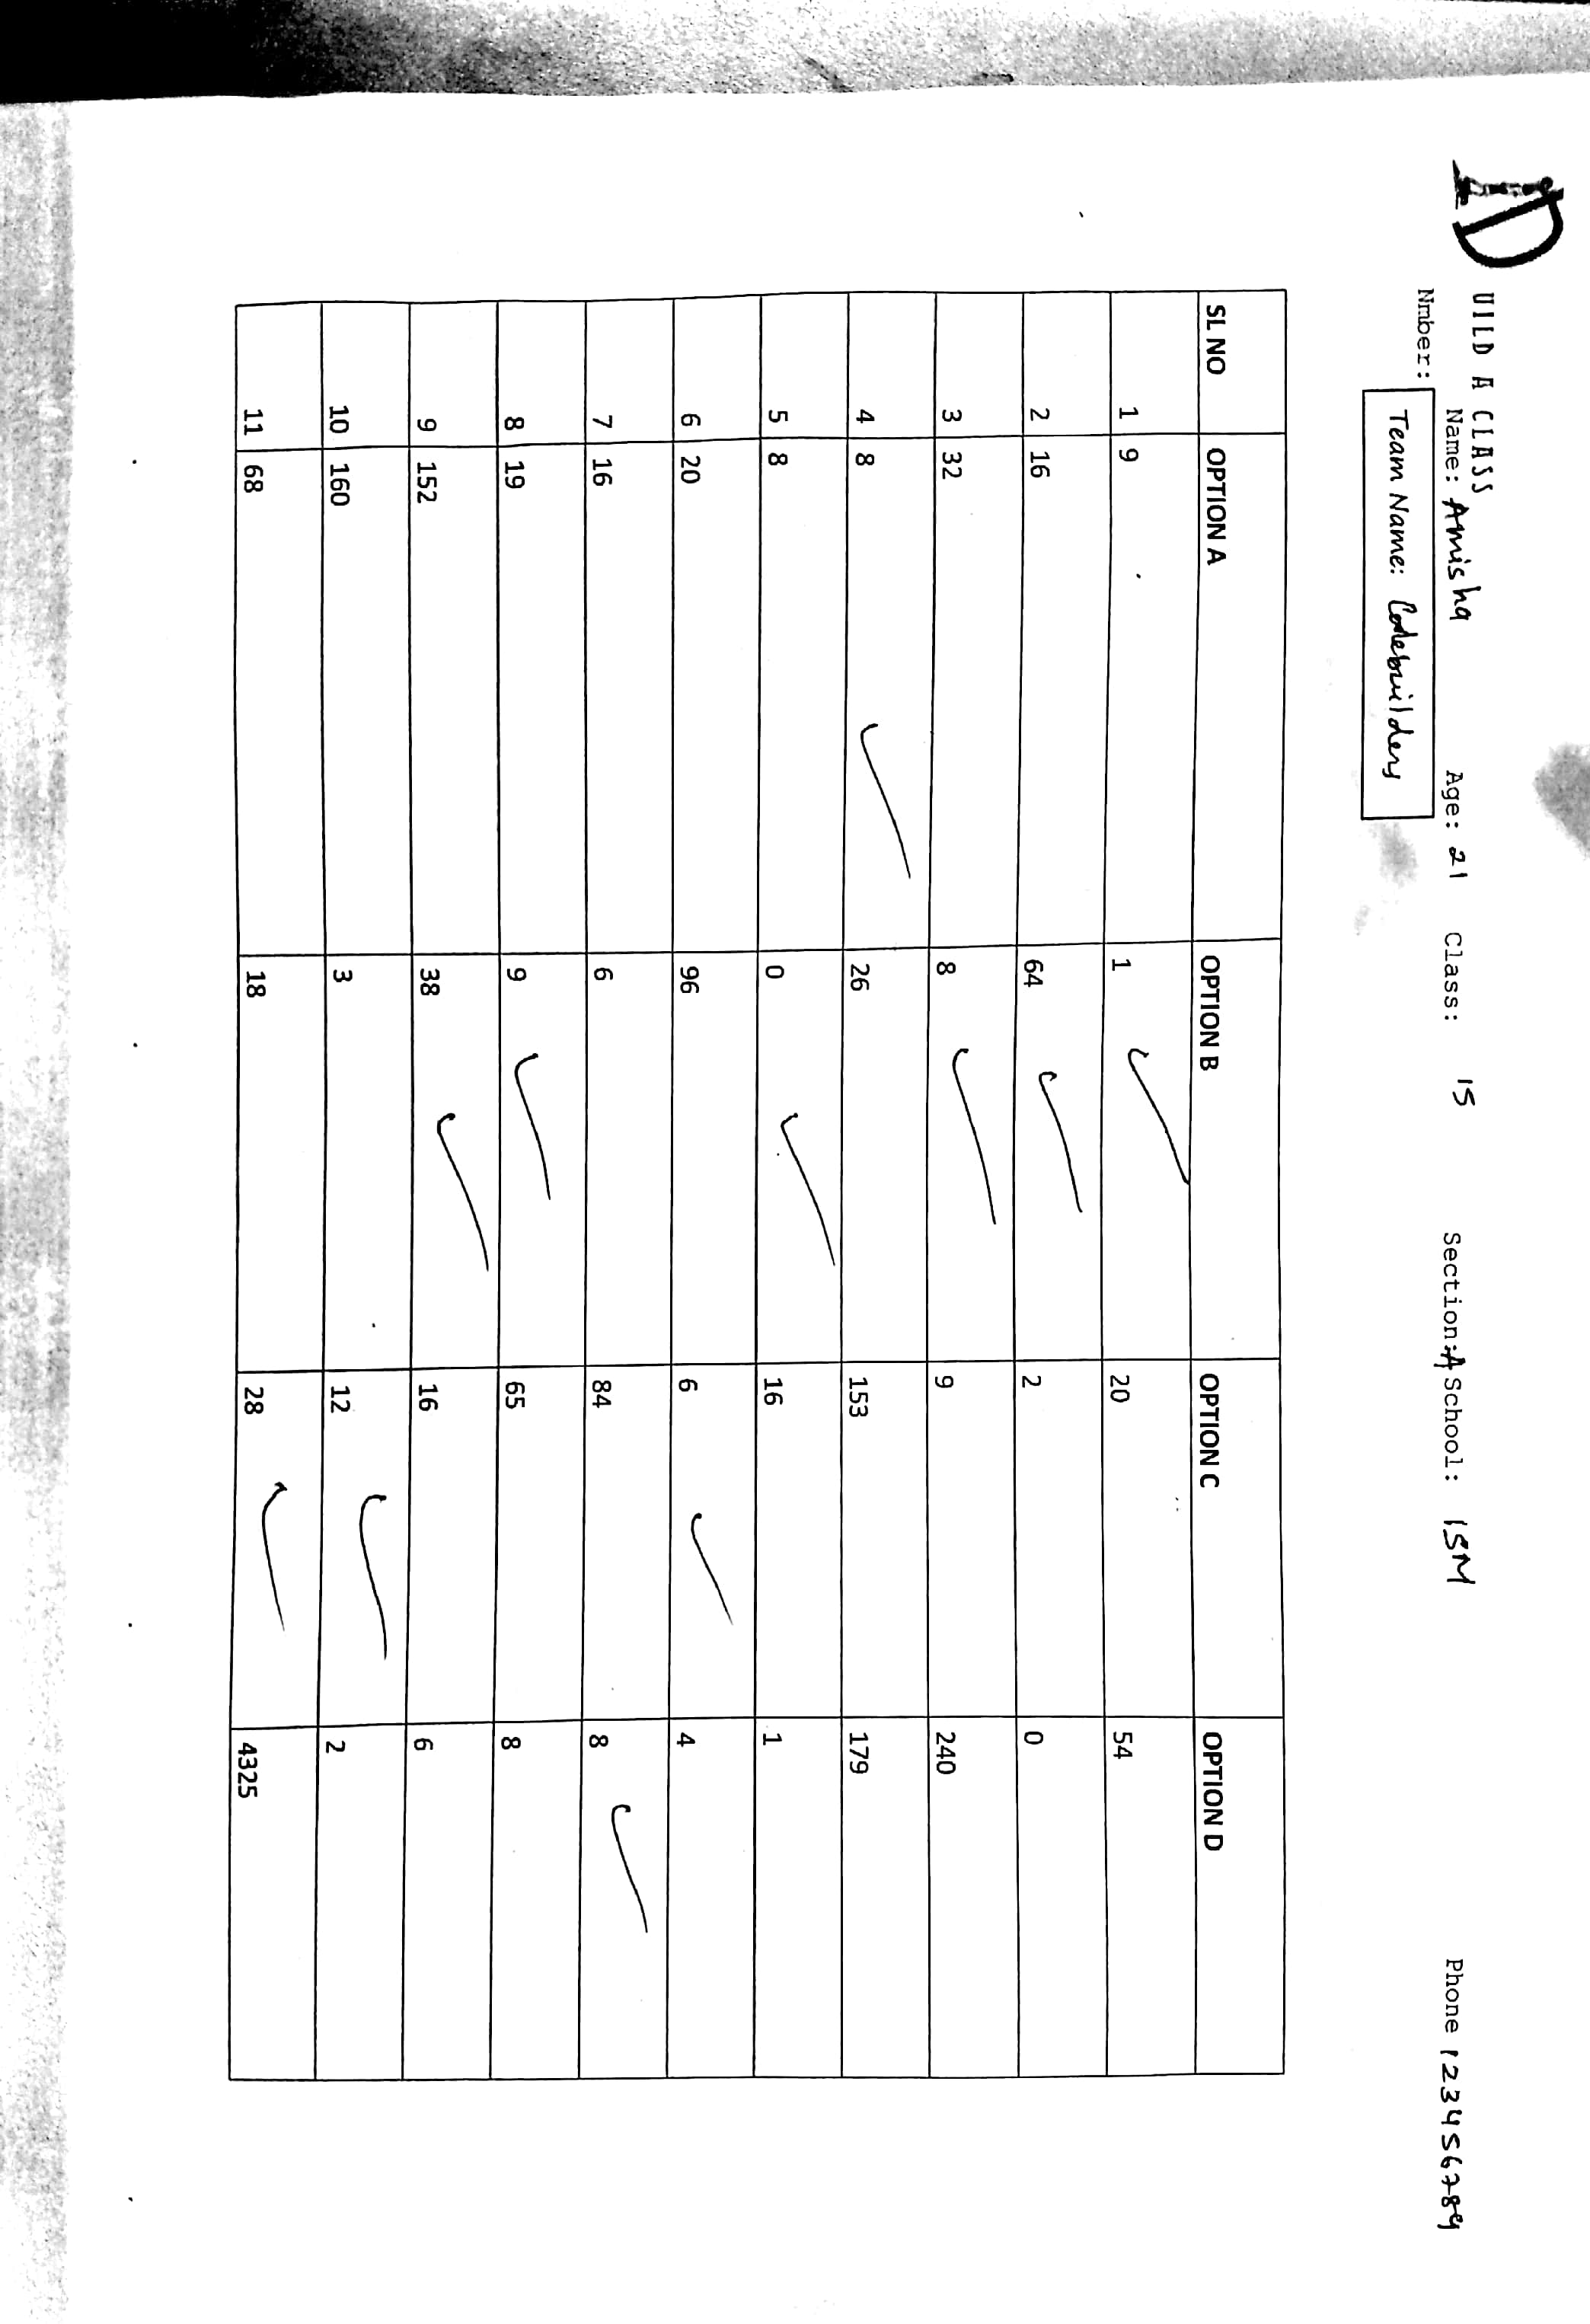 UILD A CLASS
Name: Amisha Age: 21 Class: 15 Section:A School: ISM Phone 123456789
Nmber:
Team Name: Codebuilders
SL NO OPTION A OPTION B OPTION C OPTION D
1 9 1 20 54
2 16 64 2 0
3 32 8 9 240
4 8 26 153 179
5 8 0 16 1
6 20 96 6 4
7 16 6 84 8
8 19 9 65 8
9 152 38 16 6
10 160 3 12 2
11 68 18 28 4325